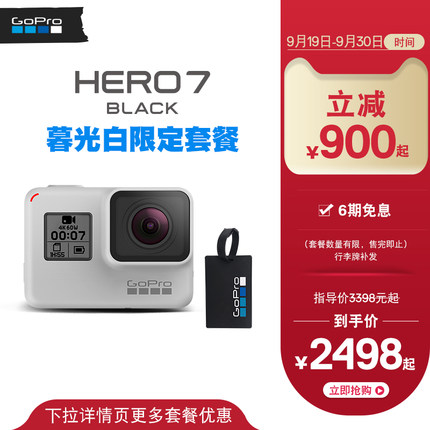 GoPro
HERO7
BLACK
暮光白限定套餐
4K60W
00:07
1H55
GoPro
GoPro
下拉详情页更多套餐优惠
9月19日-9月30日 时间
立减
¥900起
6期免息
(套餐数量有限，售完即止)
行李牌补发
指导价3398元起
到手价
¥2498起
立即抢购